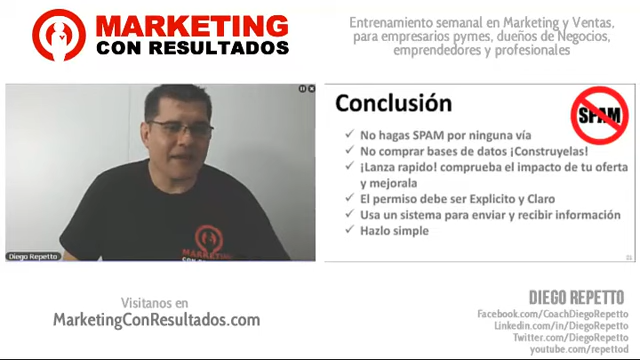 MARKETING
CON RESULTADOS
Entrenamiento semanal en Marketing y Ventas,
para empresarios pymes, dueños de Negocios,
emprendedores y profesionales
Conclusión
SPAM
✓ No hagas SPAM por ninguna vía
✓ No comprar bases de datos ¡Construyelas!
✓ ¡Lanza rapido! comprueba el impacto de tu oferta
y mejorala
✓ El permiso debe ser Explicito y Claro
✓ Usa un sistema para enviar y recibir información
✓ Hazlo simple
MARKETING
CON RESULTADOS
Diego Repetto
Visitanos en
MarketingConResultados.com
DIEGO REPETTO
Facebook.com/CoachDiegoRepetto
Linkedin.com/in/DiegoRepetto
Twitter.com/DiegoRepetto
youtube.com/repettod